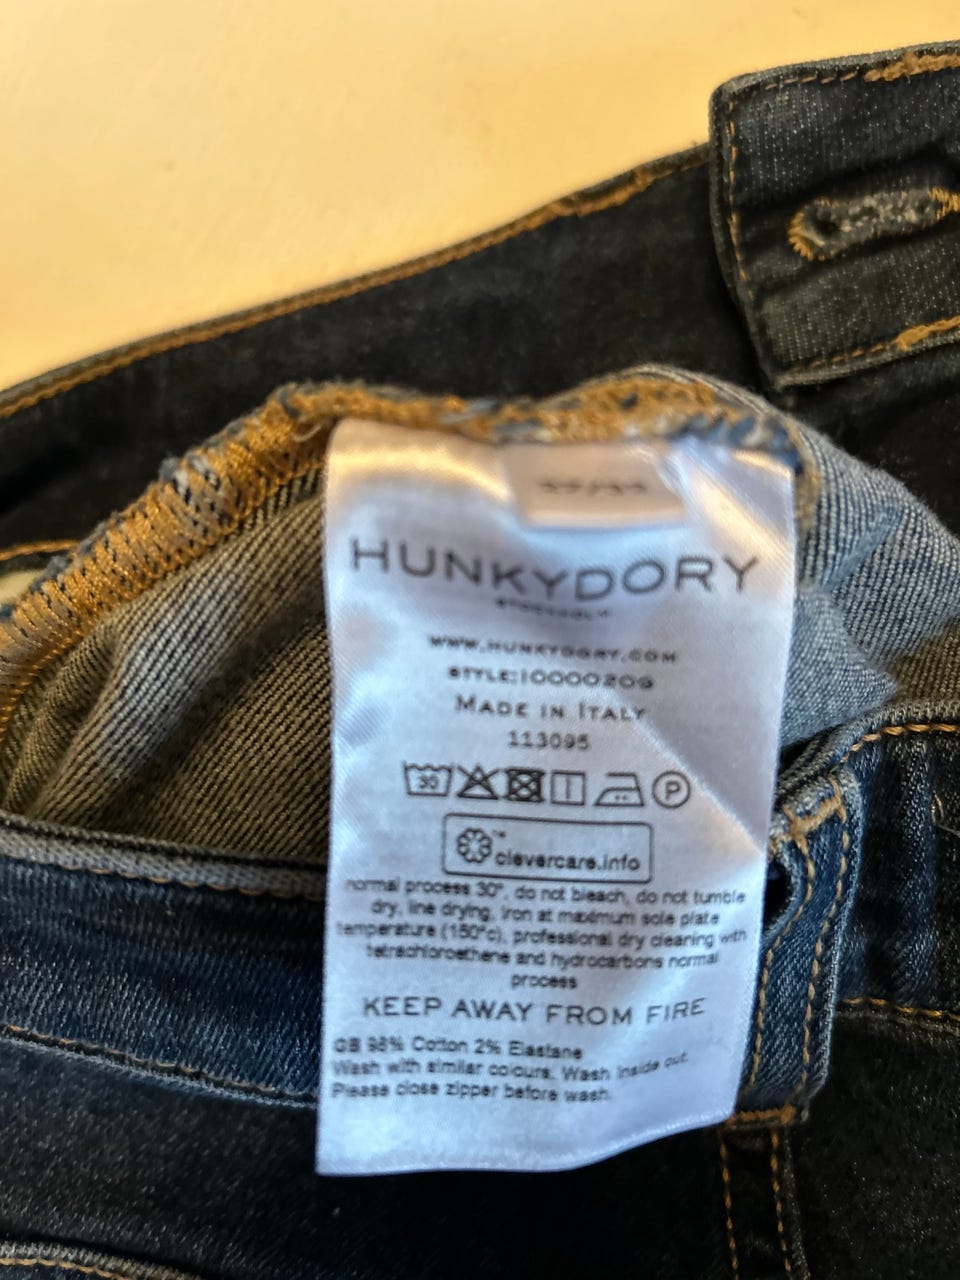 HUNKYDORY
STOCKHOLM
WWW.HUNKYDORY.COM
STYLE:10000209
MADE IN ITALY
113095
30 P
clevercare.info
normal process 30°, do not bleach, do not tumble
dry, line drying, iron at maximum sole plate
temperature (150°c), professional dry cleaning with
tetrachloroethene and hydrocarbons normal
process
KEEP AWAY FROM FIRE
GB 98% Cotton 2% Elastane
Wash with similar colours. Wash inside out.
Please close zipper before wash.